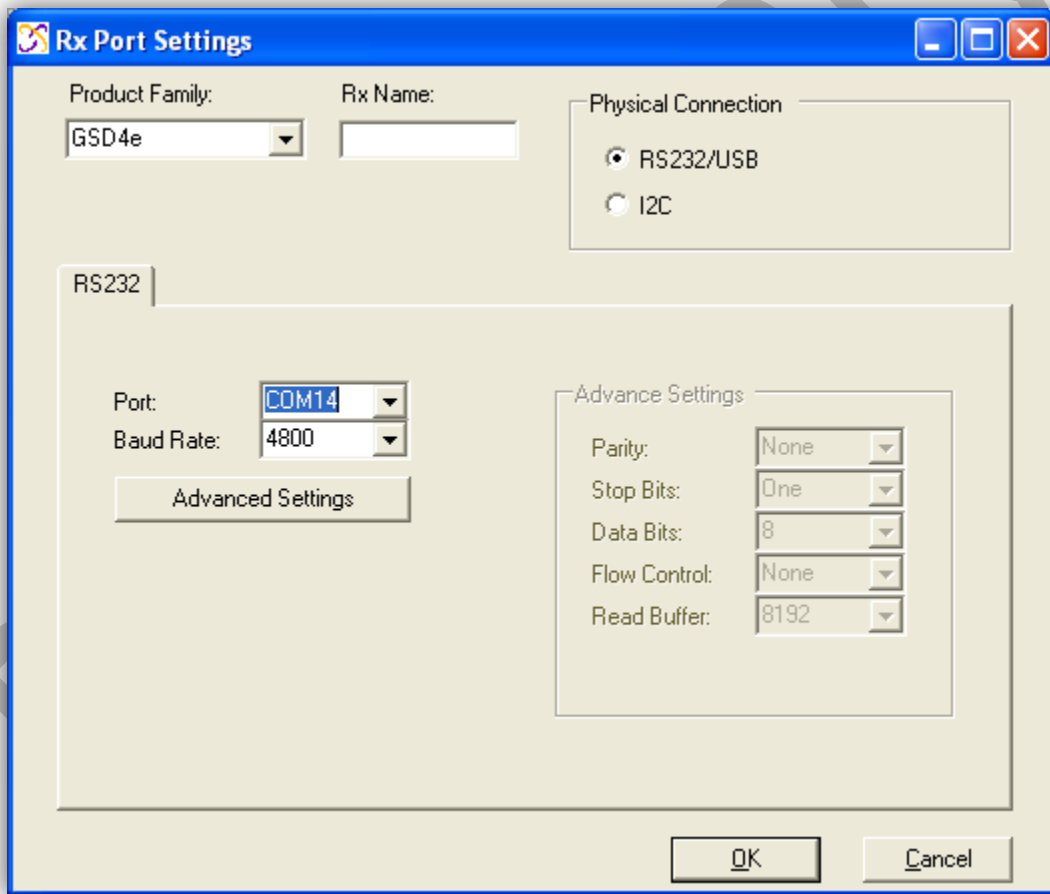 Rx Port Settings
Product Family:
Rx Name:
Physical Connection
GSD4e
RS232/USB
I2C
RS232
Port:
COM14
Baud Rate:
4800
Advanced Settings
Advance Settings
Parity:
None
Stop Bits:
One
Data Bits:
8
Flow Control:
None
Read Buffer:
8192
OK
Cancel